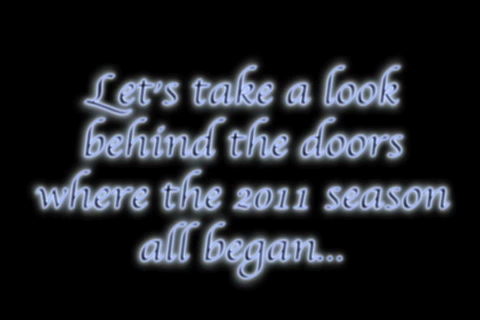 Let's take a look
behind the doors
where the 2011 season
all began...